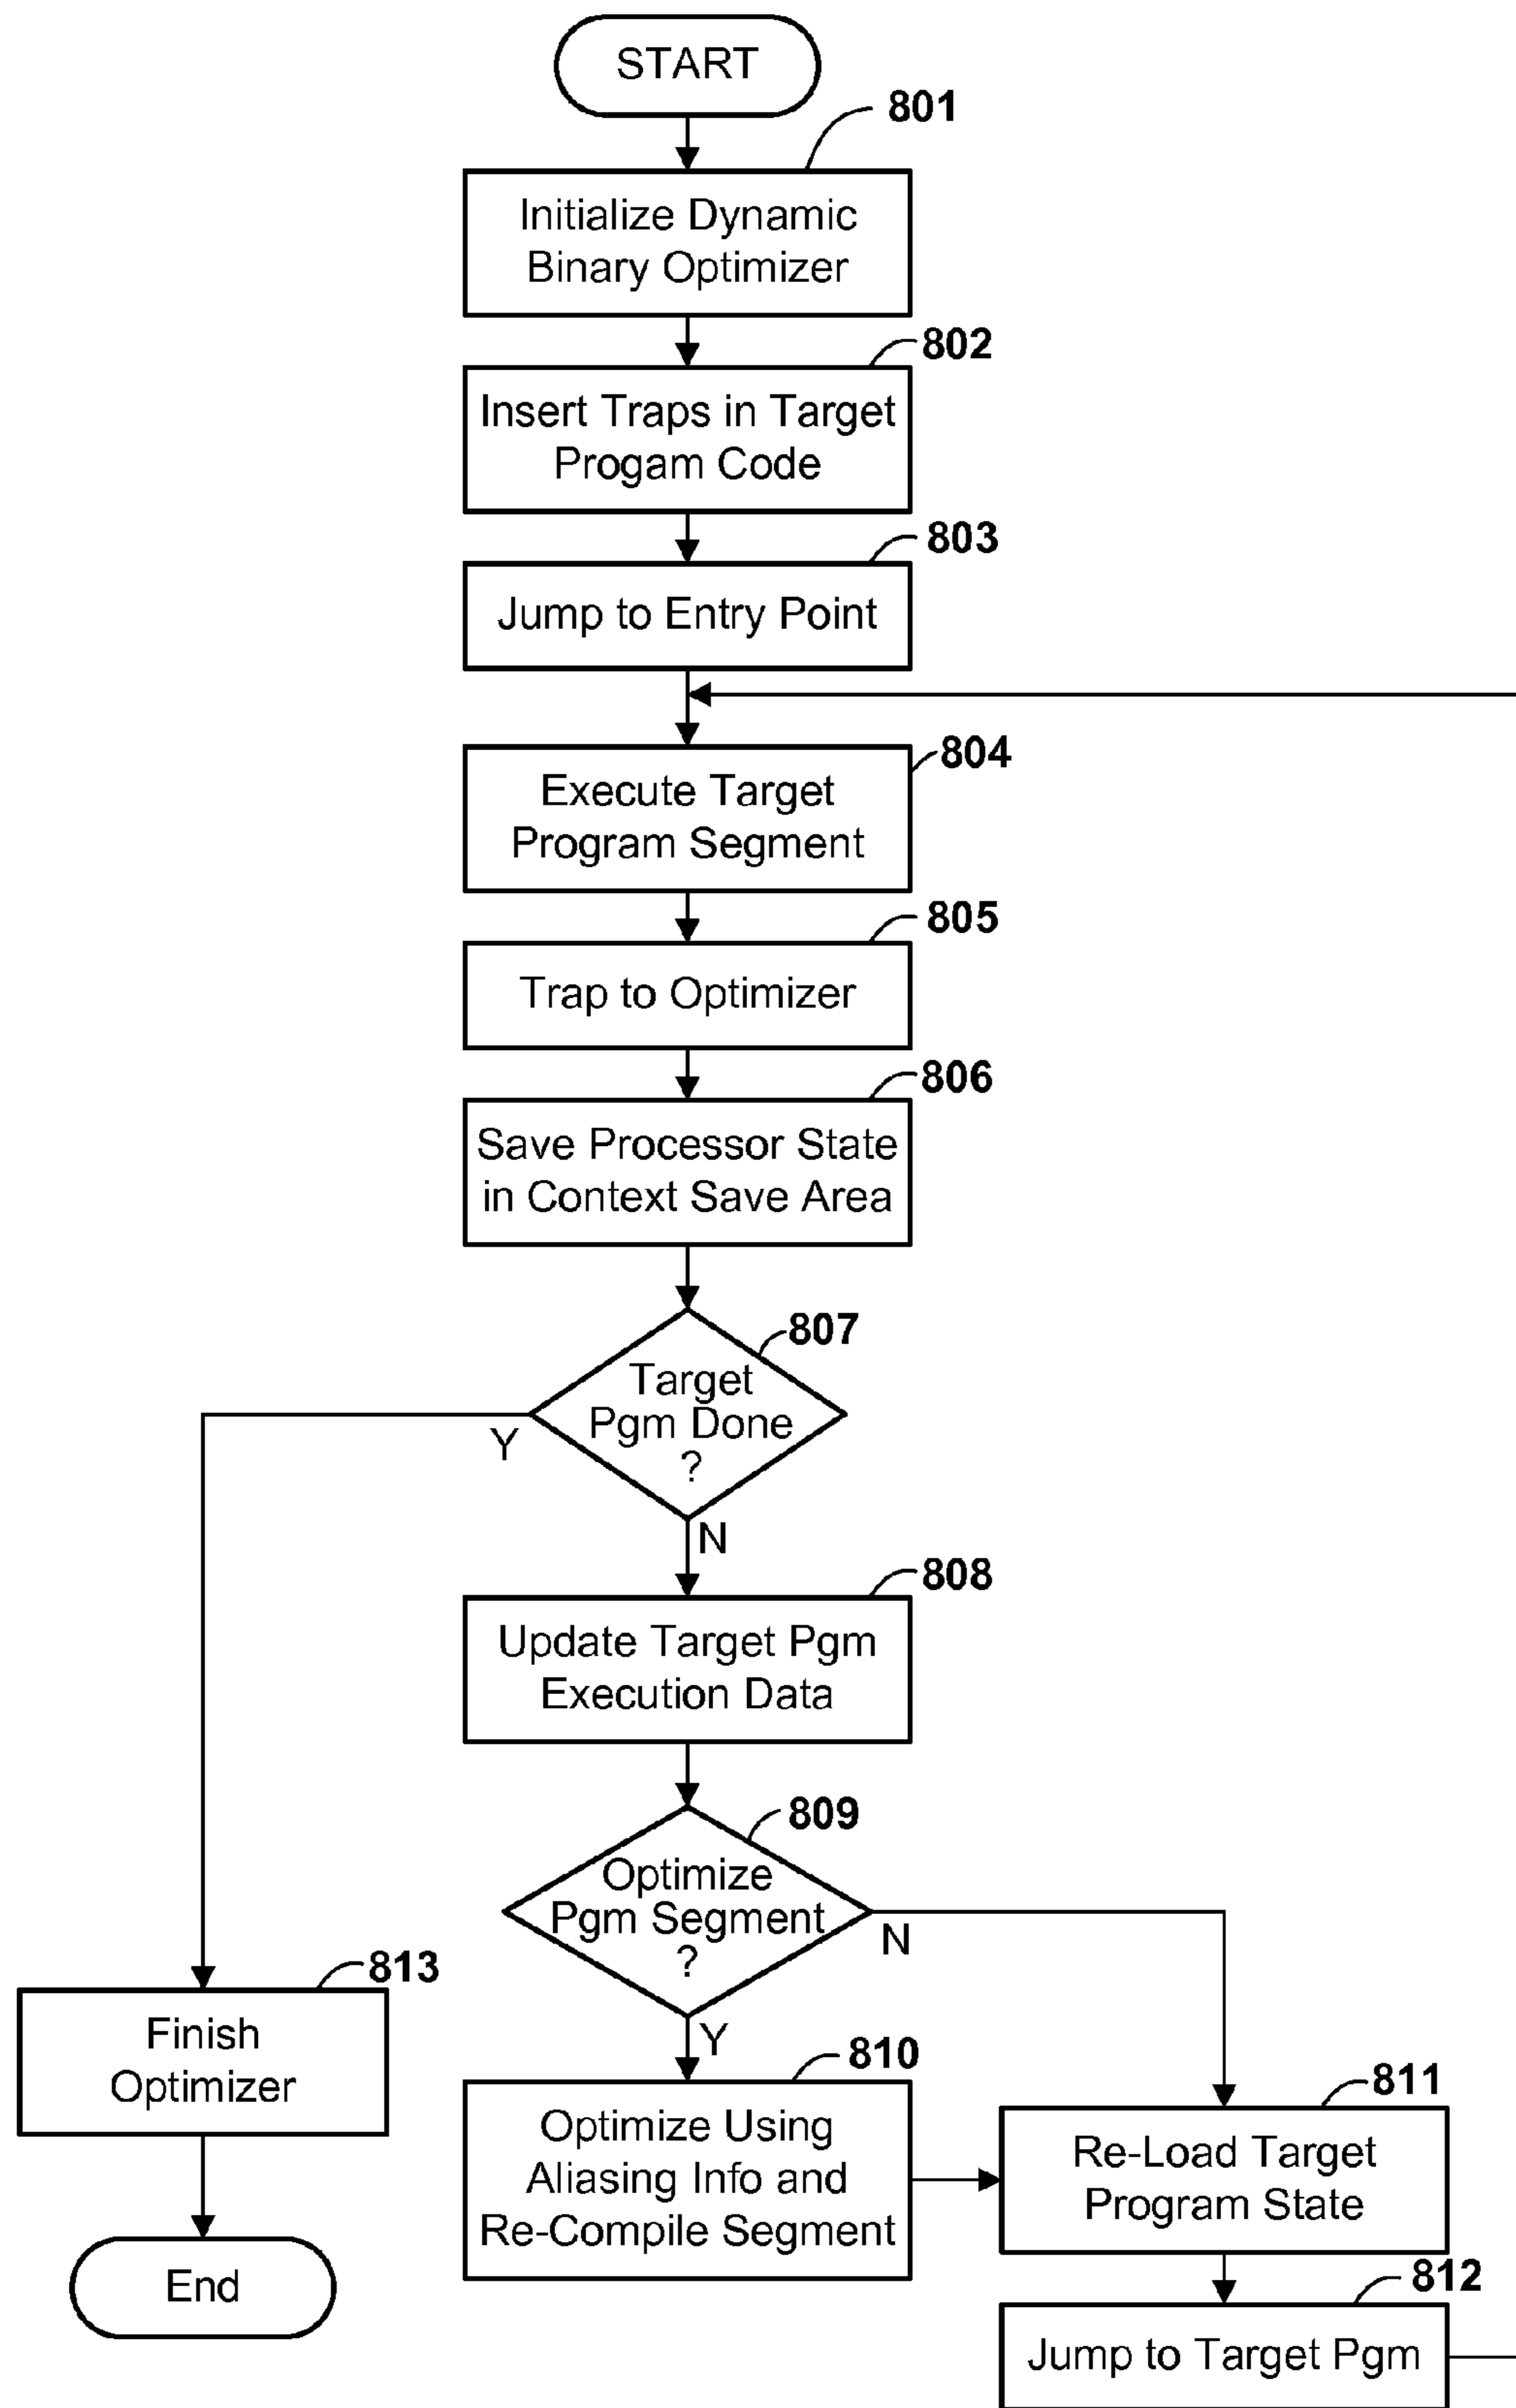 START
801
Initialize Dynamic
Binary Optimizer
802
Insert Traps in Target
Progam Code
803
Jump to Entry Point
804
Execute Target
Program Segment
805
Trap to Optimizer
806
Save Processor State
in Context Save Area
807
Target
Pgm Done
?
Y
N
808
Update Target Pgm
Execution Data
809
Optimize
Pgm Segment
?
N
Y
813
Finish
Optimizer
End
810
Optimize Using
Aliasing Info and
Re-Compile Segment
811
Re-Load Target
Program State
812
Jump to Target Pgm